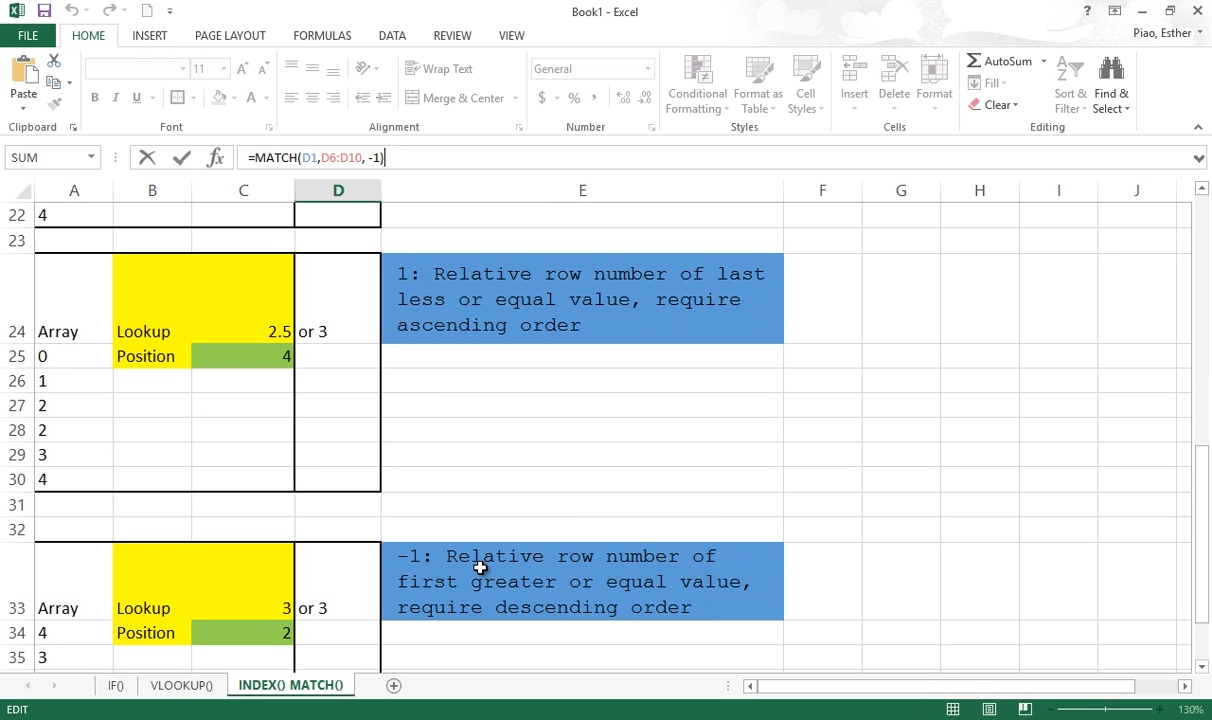 Book1 - Excel
?
FILE
HOME
INSERT
PAGE LAYOUT
FORMULAS
DATA
REVIEW
VIEW
Piao, Esther
Paste
11
A A
Wrap Text
General
Conditional
Formatting
Format as
Table
Cell
Styles
Insert
Delete
Format
AutoSum
Fill
Clear
Sort &
Filter
Find &
Select
B I U
A
Merge & Center
$ % ,
Clipboard
Font
Alignment
Number
Styles
Cells
Editing
SUM
fx
=MATCH(D1,D6:D10, -1)
A B C D E F G H I J
22 4
23
1: Relative row number of last
less or equal value, require
ascending order
24 Array Lookup 2.5 or 3
25 0 Position 4
26 1
27 2
28 2
29 3
30 4
31
32
-1: Relative row number of
first greater or equal value,
require descending order
33 Array Lookup 3 or 3
34 4 Position 2
35 3
IF()
VLOOKUP()
INDEX() MATCH()
EDIT
130%